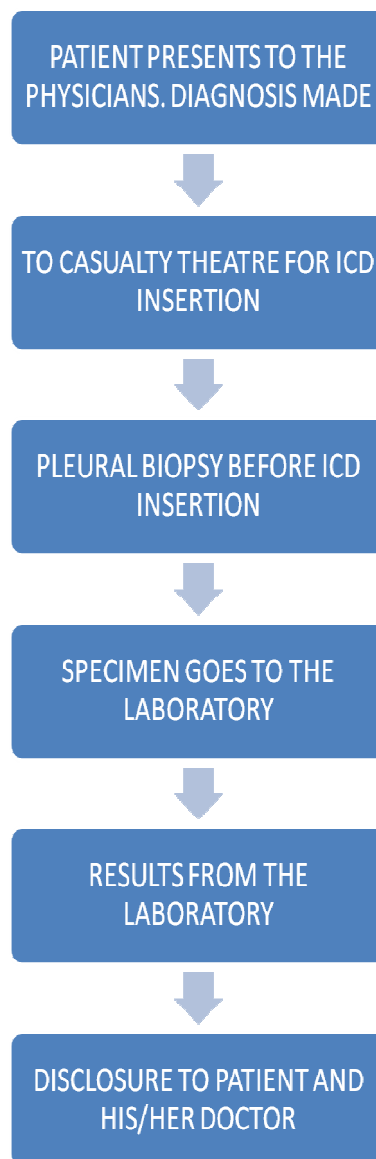 PATIENT PRESENTS TO THE
PHYSICIANS. DIAGNOSIS MADE
TO CASUALTY THEATRE FOR ICD
INSERTION
PLEURAL BIOPSY BEFORE ICD
INSERTION
SPECIMEN GOES TO THE
LABORATORY
RESULTS FROM THE
LABORATORY
DISCLOSURE TO PATIENT AND
HIS/HER DOCTOR